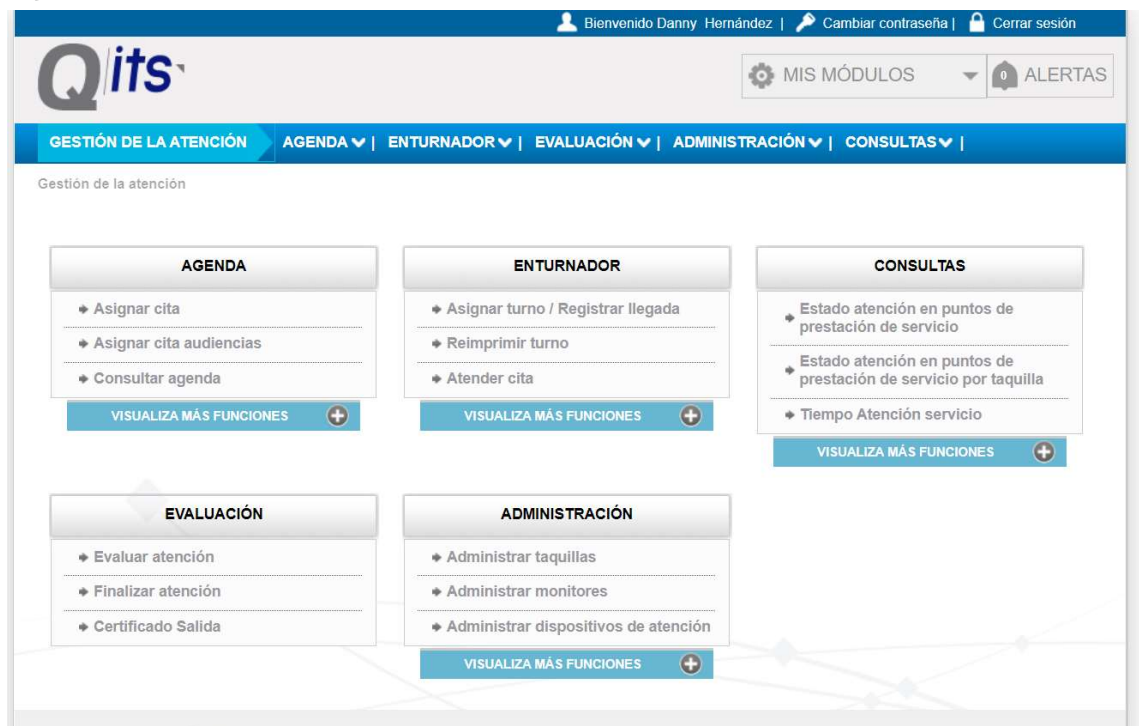 Bienvenido Danny Hernández | Cambiar contraseña | Cerrar sesión
Qits
MIS MÓDULOS
0 ALERTAS
GESTIÓN DE LA ATENCIÓN AGENDA | ENTURNADOR | EVALUACIÓN | ADMINISTRACIÓN | CONSULTAS |
Gestión de la atención
AGENDA
Asignar cita
Asignar cita audiencias
Consultar agenda
VISUALIZA MÁS FUNCIONES
ENTURNADOR
Asignar turno / Registrar llegada
Reimprimir turno
Atender cita
VISUALIZA MÁS FUNCIONES
CONSULTAS
Estado atención en puntos de
prestación de servicio
Estado atención en puntos de
prestación de servicio por taquilla
Tiempo Atención servicio
VISUALIZA MÁS FUNCIONES
EVALUACIÓN
Evaluar atención
Finalizar atención
Certificado Salida
ADMINISTRACIÓN
Administrar taquillas
Administrar monitores
Administrar dispositivos de atención
VISUALIZA MÁS FUNCIONES